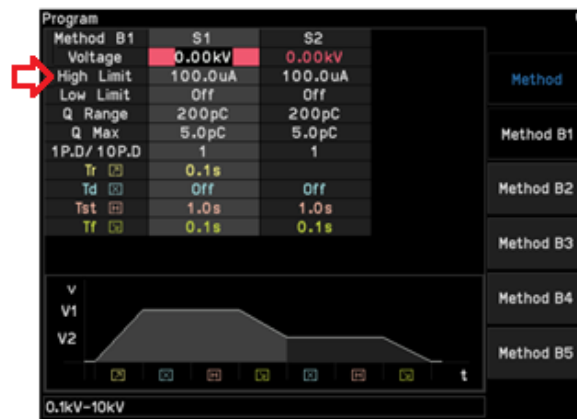 Program
Method B1 S1 S2
Voltage 0.00kV 0.00kV
High Limit 100.0uA 100.0uA
Low Limit Off Off
Q Range 200pC 200pC
Q Max 5.0pC 5.0pC
1P.D/10P.D 1 1
Tr 0.1s
Td Off Off
Tst 1.0s 1.0s
Tf 0.1s 0.1s
Method
Method B1
Method B2
Method B3
Method B4
Method B5
v
V1
V2
t
0.1kV-10kV